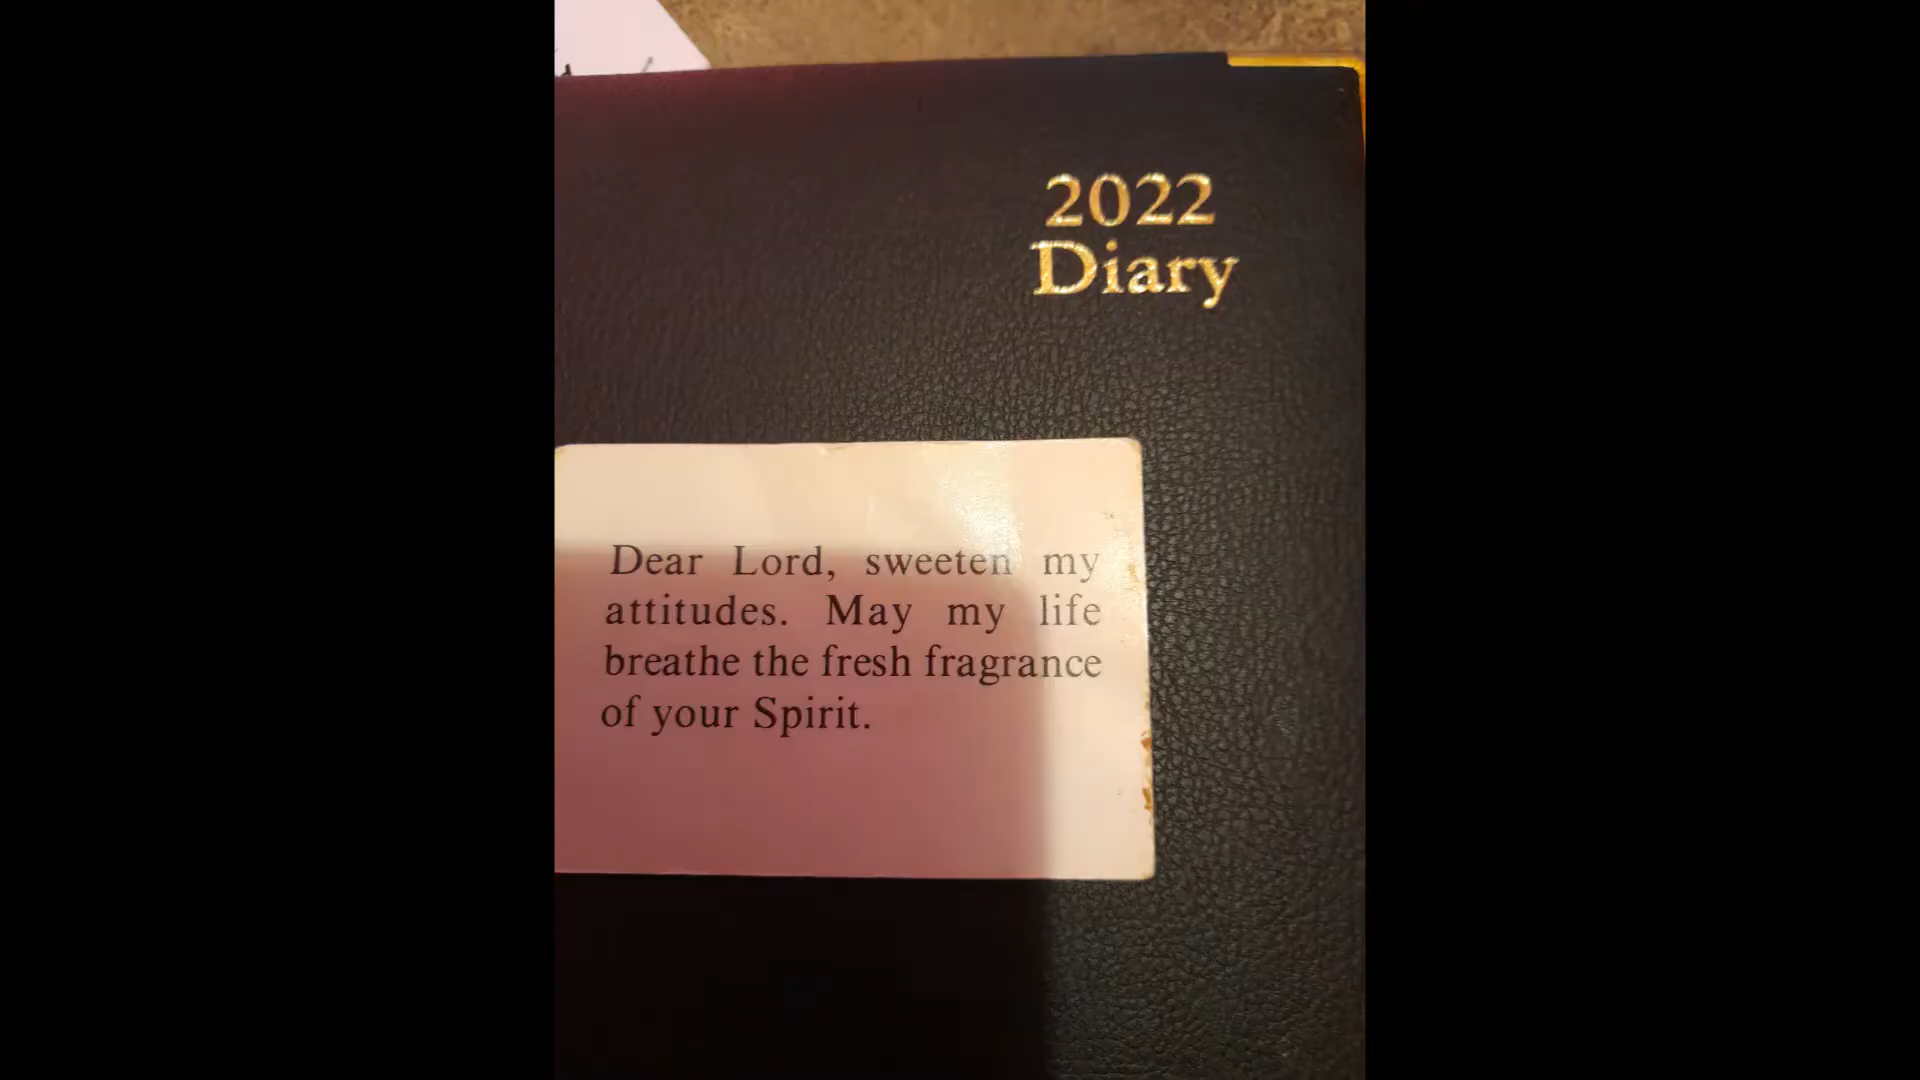 2022
Diary
Dear Lord, sweeten my
attitudes. May my life
breathe the fresh fragrance
of your Spirit.